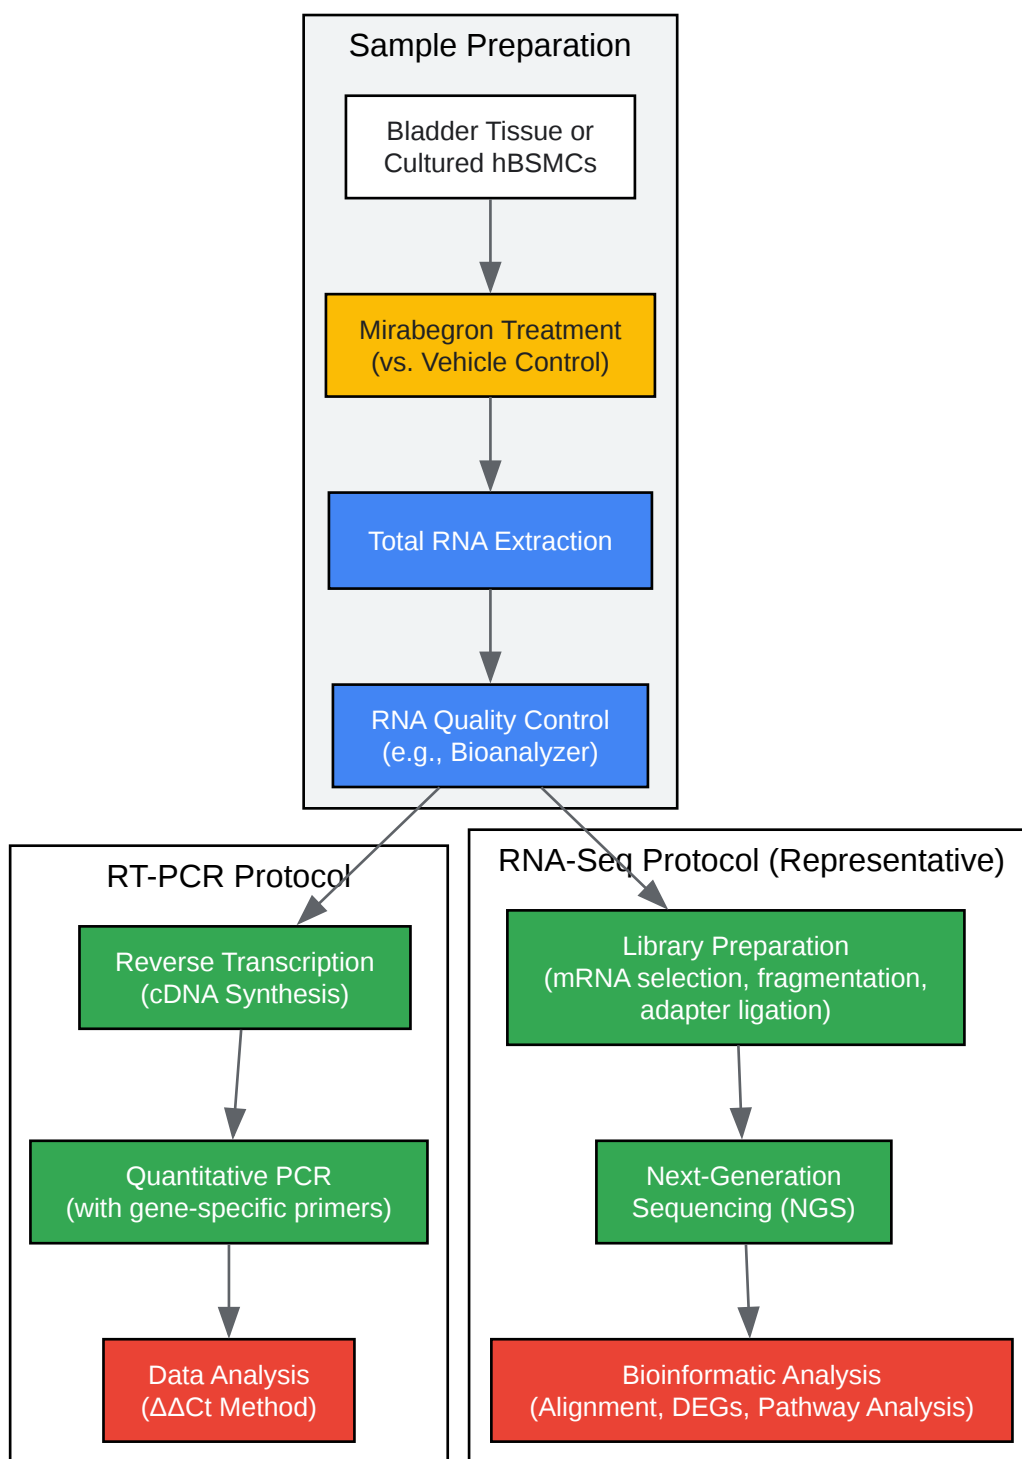 Sample Preparation
Bladder Tissue or
Cultured hBSMCs
Mirabegron Treatment
(vs. Vehicle Control)
Total RNA Extraction
RNA Quality Control
(e.g., Bioanalyzer)
RT-PCR Protocol
Reverse Transcription
(cDNA Synthesis)
Quantitative PCR
(with gene-specific primers)
Data Analysis
(ΔΔCt Method)
RNA-Seq Protocol (Representative)
Library Preparation
(mRNA selection, fragmentation,
adapter ligation)
Next-Generation
Sequencing (NGS)
Bioinformatic Analysis
(Alignment, DEGs, Pathway Analysis)